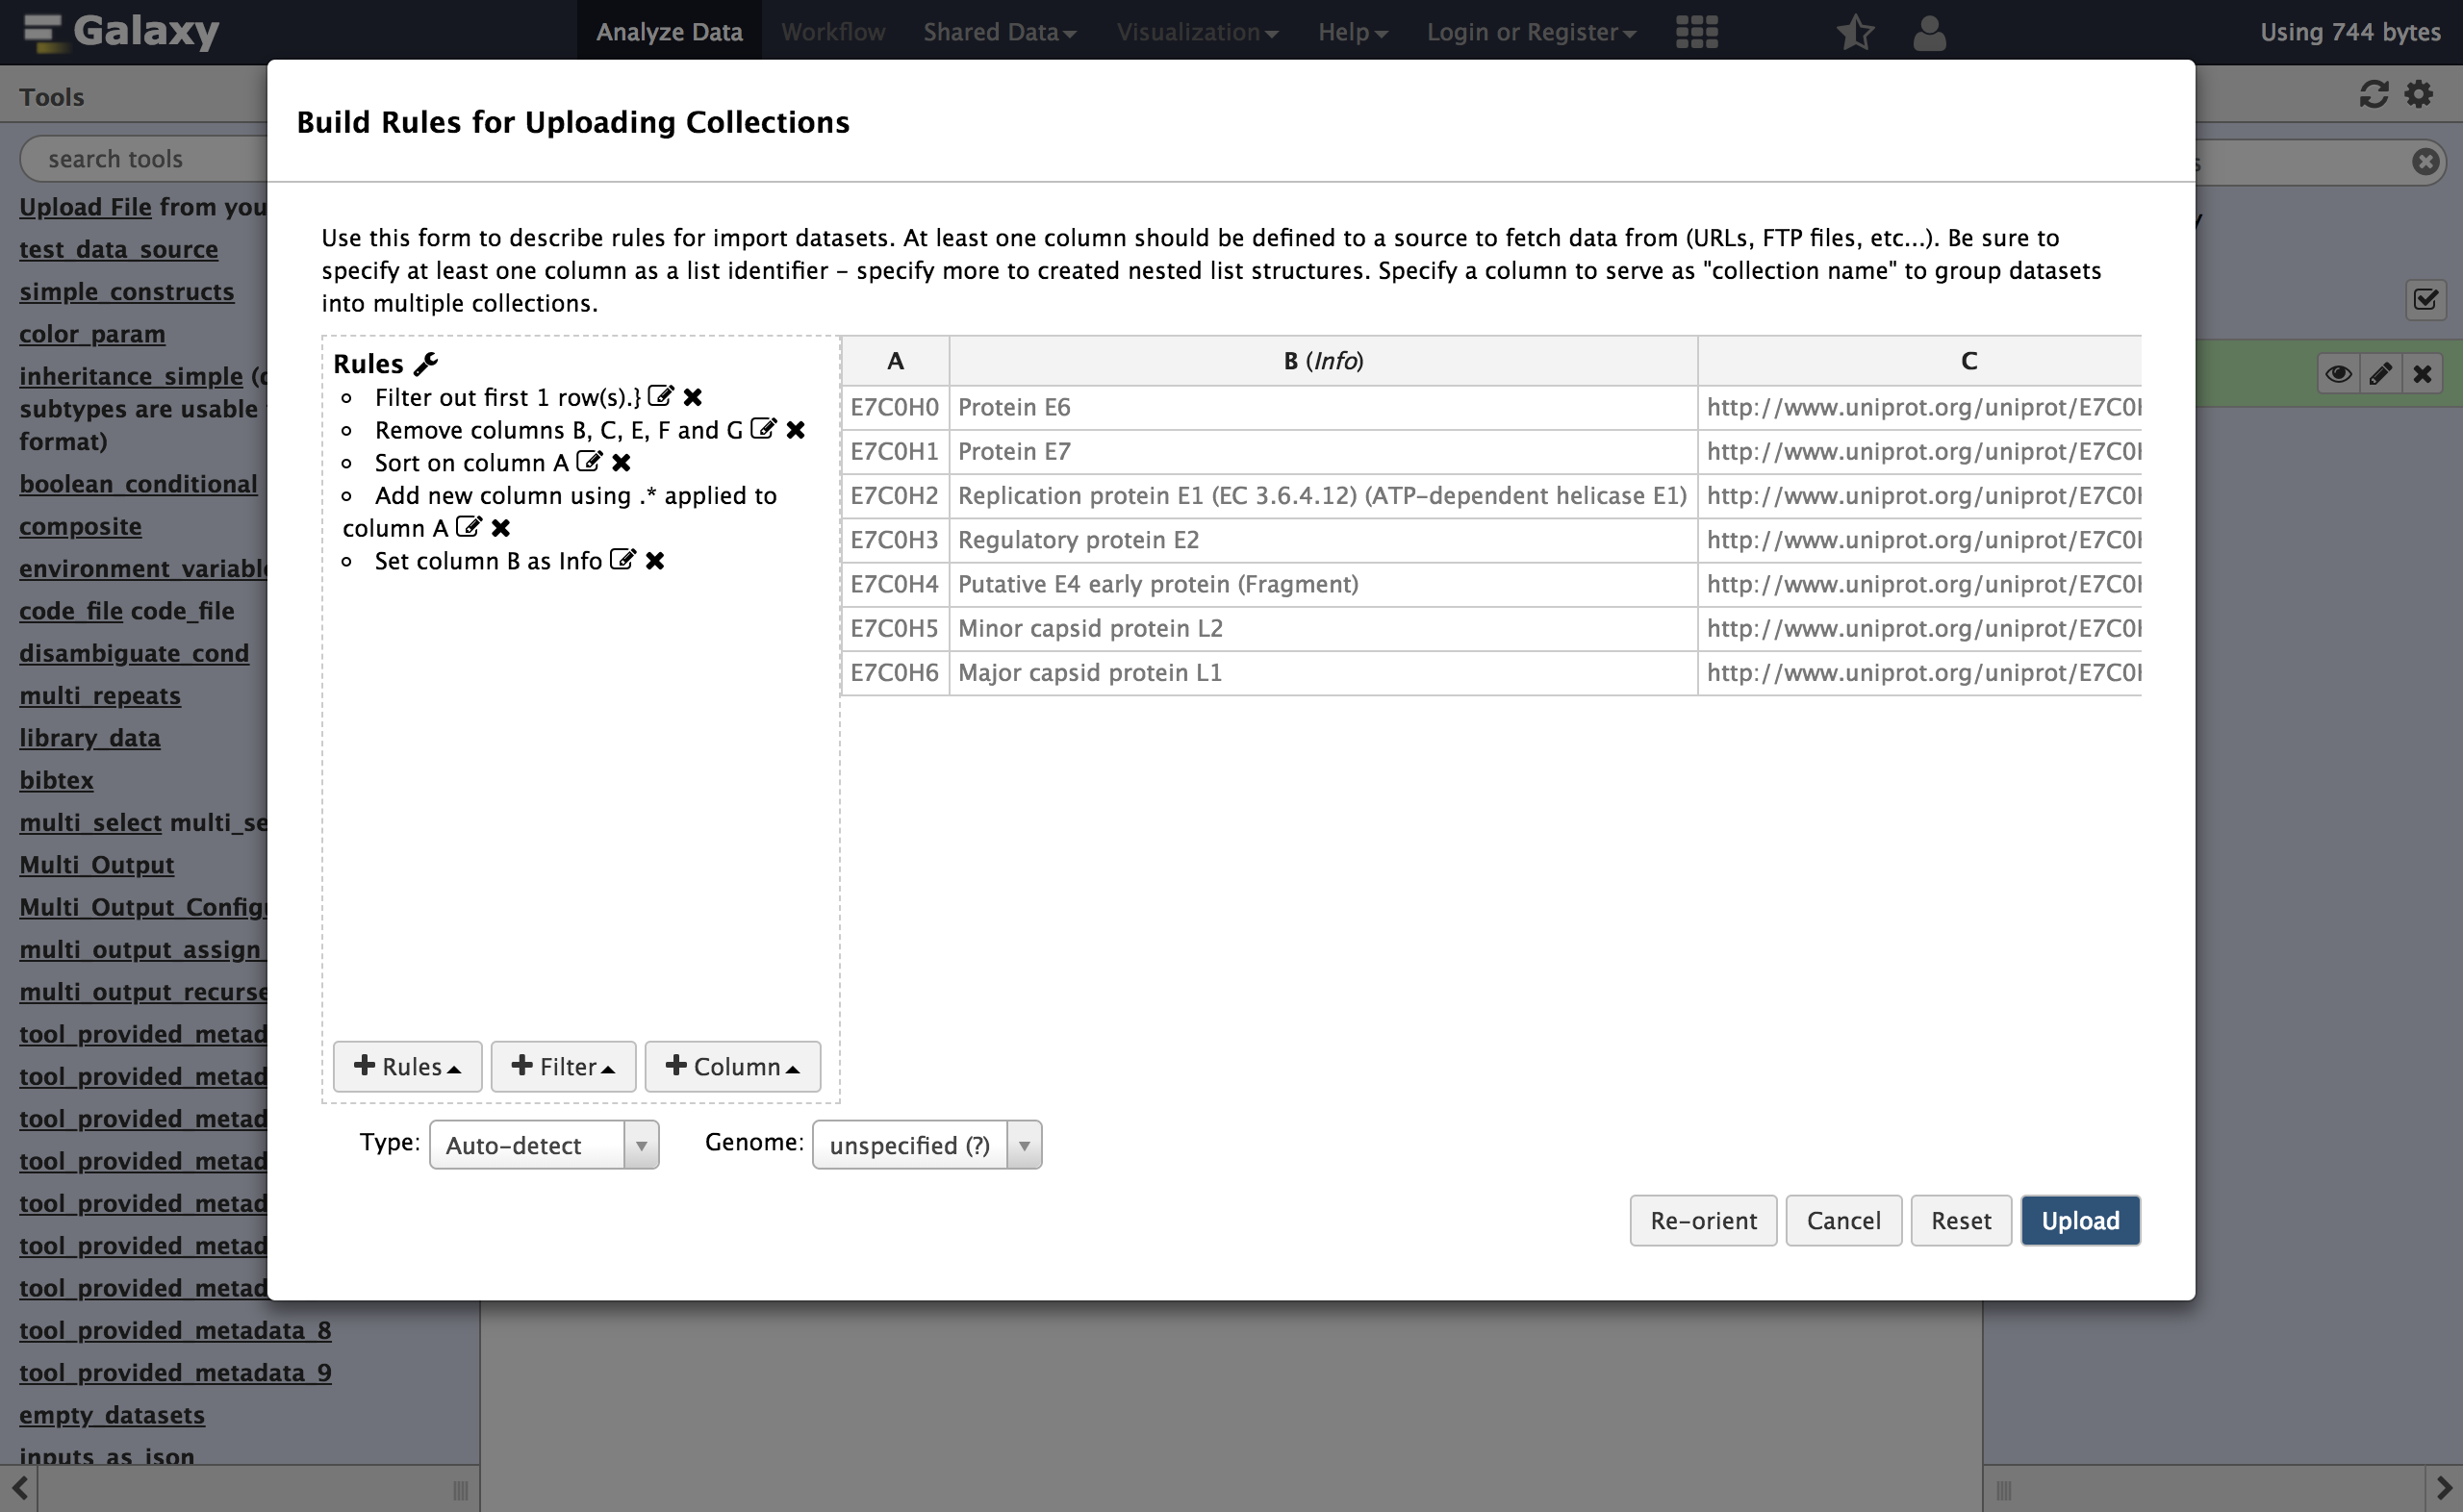 Galaxy
Analyze Data
Workflow
Shared Data
Visualization
Help
Login or Register
Using 744 bytes
Tools
search tools
Upload File from you
test_data_source
simple_constructs
color_param
inheritance_simple (
subtypes are usable
format)
boolean_conditional
composite
environment_variabl
code_file code_file
disambiguate_cond
multi_repeats
library_data
bibtex
multi_select multi_se
Multi_Output
Multi_Output_Config
multi_output_assign_
multi_output_recurse
tool_provided_metad
tool_provided_metad
tool_provided_metad
tool_provided_metad
tool_provided_metad
tool_provided_metad
tool_provided_metad
tool_provided_metadata_8
tool_provided_metadata_9
empty_datasets
inputs_as_json
Build Rules for Uploading Collections
Use this form to describe rules for import datasets. At least one column should be defined to a source to fetch data from (URLs, FTP files, etc...). Be sure to
specify at least one column as a list identifier - specify more to created nested list structures. Specify a column to serve as "collection name" to group datasets
into multiple collections.
Rules
Filter out first 1 row(s).}
Remove columns B, C, E, F and G
Sort on column A
Add new column using .* applied to
column A
Set column B as Info
Rules
Filter
Column
A B (Info) C
E7C0H0 Protein E6 http://www.uniprot.org/uniprot/E7C0H
E7C0H1 Protein E7 http://www.uniprot.org/uniprot/E7C0H
E7C0H2 Replication protein E1 (EC 3.6.4.12) (ATP-dependent helicase E1) http://www.uniprot.org/uniprot/E7C0H
E7C0H3 Regulatory protein E2 http://www.uniprot.org/uniprot/E7C0H
E7C0H4 Putative E4 early protein (Fragment) http://www.uniprot.org/uniprot/E7C0H
E7C0H5 Minor capsid protein L2 http://www.uniprot.org/uniprot/E7C0H
E7C0H6 Major capsid protein L1 http://www.uniprot.org/uniprot/E7C0H
Type: Auto-detect
Genome: unspecified (?)
Re-orient
Cancel
Reset
Upload